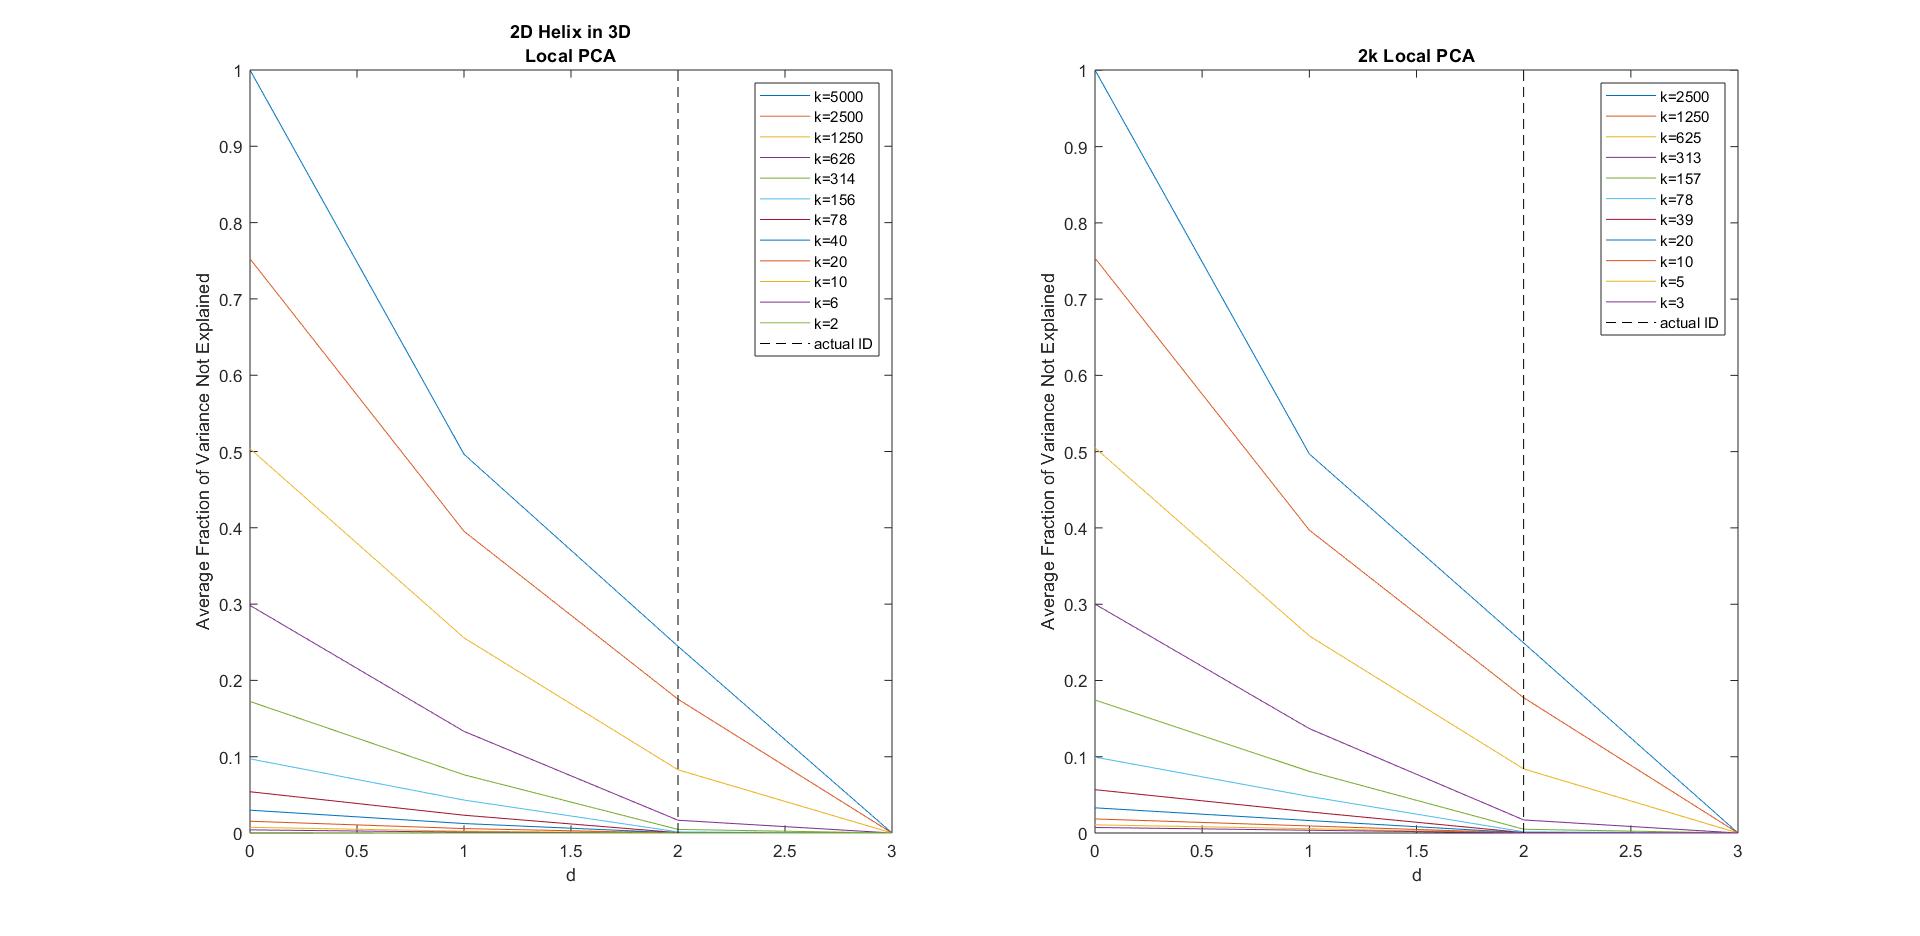 2D Helix in 3D
Local PCA
Average Fraction of Variance Not Explained
1
0.9
0.8
0.7
0.6
0.5
0.4
0.3
0.2
0.1
0
0 0.5 1 1.5 2 2.5 3
d
k=5000
k=2500
k=1250
k=626
k=314
k=156
k=78
k=40
k=20
k=10
k=6
k=2
actual ID
2k Local PCA
Average Fraction of Variance Not Explained
1
0.9
0.8
0.7
0.6
0.5
0.4
0.3
0.2
0.1
0
0 0.5 1 1.5 2 2.5 3
d
k=2500
k=1250
k=625
k=313
k=157
k=78
k=39
k=20
k=10
k=5
k=3
actual ID